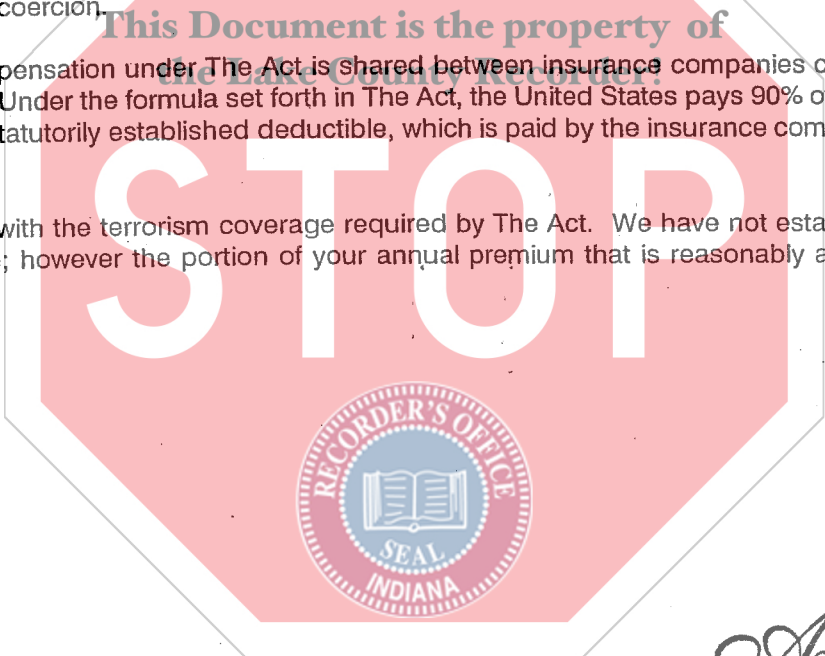 coercion.
This Document is the property of
pensation under The Act is shared between insurance companies
the Lake County Recorder!
Under the formula set forth in The Act, the United States pays 90%
tatutorily established deductible, which is paid by the insurance com
STOP
with the terrorism coverage required by The Act. We have not esta
; however the portion of your annual premium that is reasonably a
RECORDER'S OFFICE
SEAL
INDIANA